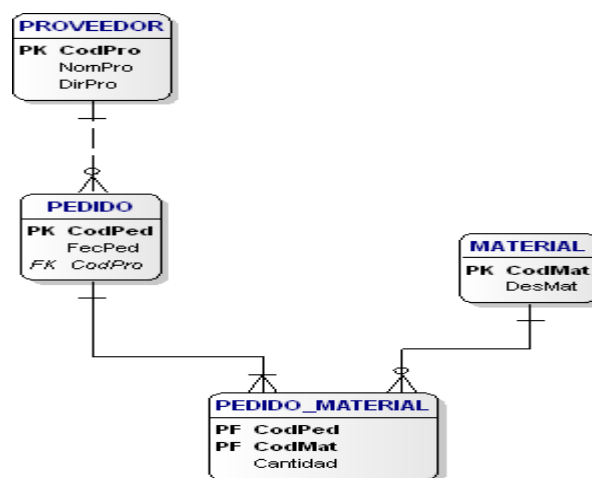 PROVEEDOR
PK CodPro
NomPro
DirPro
PEDIDO
PK CodPed
FecPed
FK CodPro
MATERIAL
PK CodMat
DesMat
PEDIDO_MATERIAL
PF CodPed
PF CodMat
Cantidad